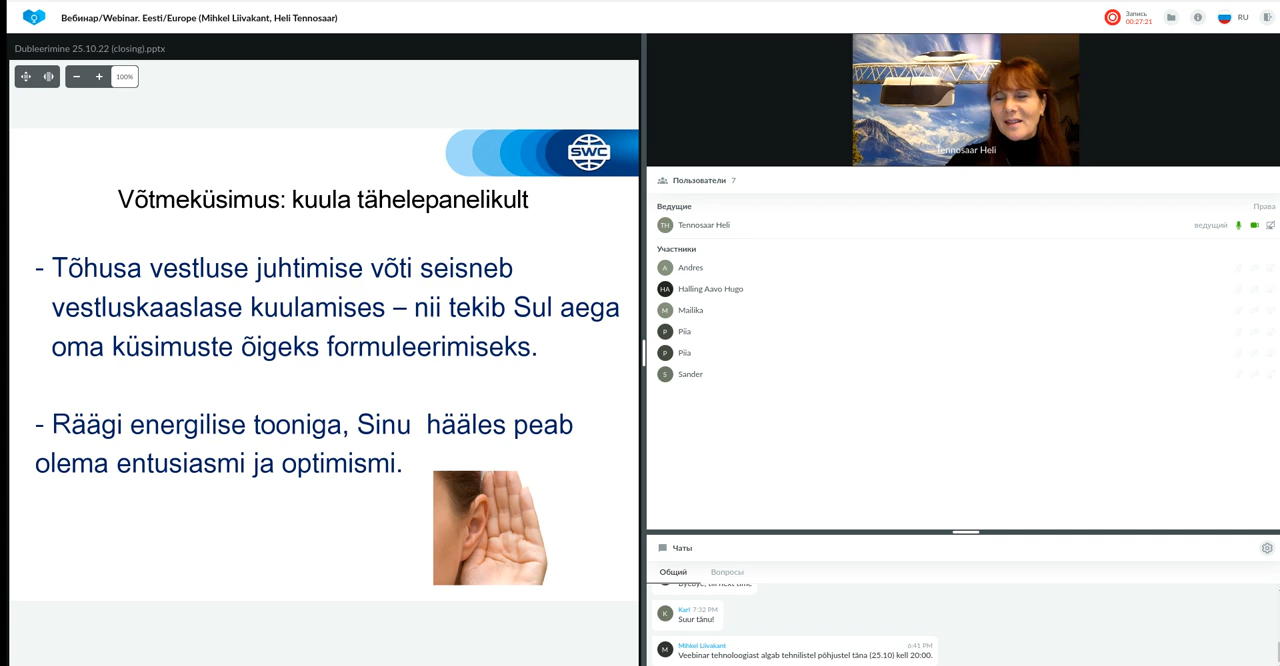 Вебинар/Webinar. Eesti/Europe (Mihkel Liivakant, Heli Tennosaar)
Запись
00:27:21
RU
Dubleerimine 25.10.22 (closing).pptx
100%
SWC
Võtmeküsimus: kuula tähelepanelikult
- Tõhusa vestluse juhtimise võti seisneb
vestluskaaslase kuulamises – nii tekib Sul aega
oma küsimuste õigeks formuleerimiseks.
- Räägi energilise tooniga, Sinu hääles peab
olema entusiasmi ja optimismi.
Tennosaar Heli
Пользователи 7
Ведущие Права
TH Tennosaar Heli ведущий
Участники
A Andres
HA Halling Aavo Hugo
M Mailika
P Piia
P Piia
S Sander
Чаты
Общий Вопросы
Byebye, till next time
K Karl 7:32 PM
Suur tänu!
M Mihkel Liivakant 6:41 PM
Veebinar tehnoloogiast algab tehnilistel põhjustel täna (25.10) kell 20:00.